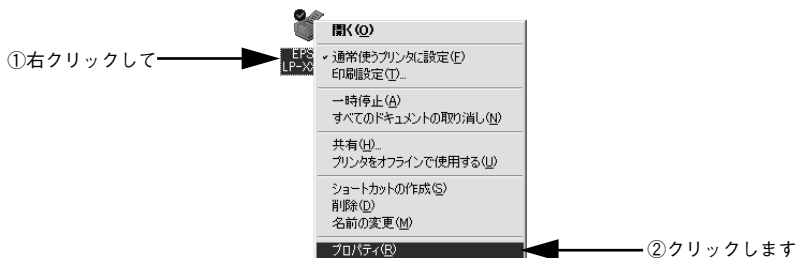 ①右クリックして
EPS
LP-XX
開く(O)
通常使うプリンタに設定(F)
印刷設定(T)...
一時停止(A)
すべてのドキュメントの取り消し(N)
共有(H)...
プリンタをオフラインで使用する(U)
ショートカットの作成(S)
削除(D)
名前の変更(M)
プロパティ(R)
②クリックします